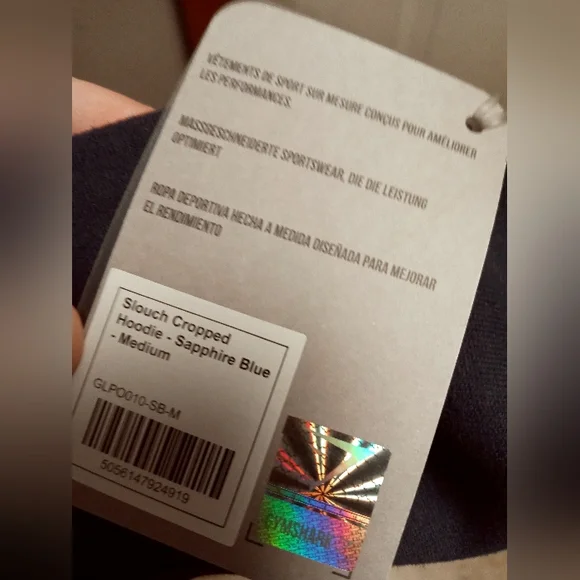 VÊTEMENTS DE SPORT SUR MESURE CONÇUS POUR AMÉLIORER
LES PERFORMANCES.
MASSGESCHNEIDERTE SPORTSWEAR, DIE DIE LEISTUNG
OPTIMIERT
ROPA DEPORTIVA HECHA A MEDIDA DISEÑADA PARA MEJORAR
EL RENDIMIENTO
Slouch Cropped
Hoodie - Sapphire Blue
- Medium
GLPO010-SB-M
5056147924919
GYMSHARK